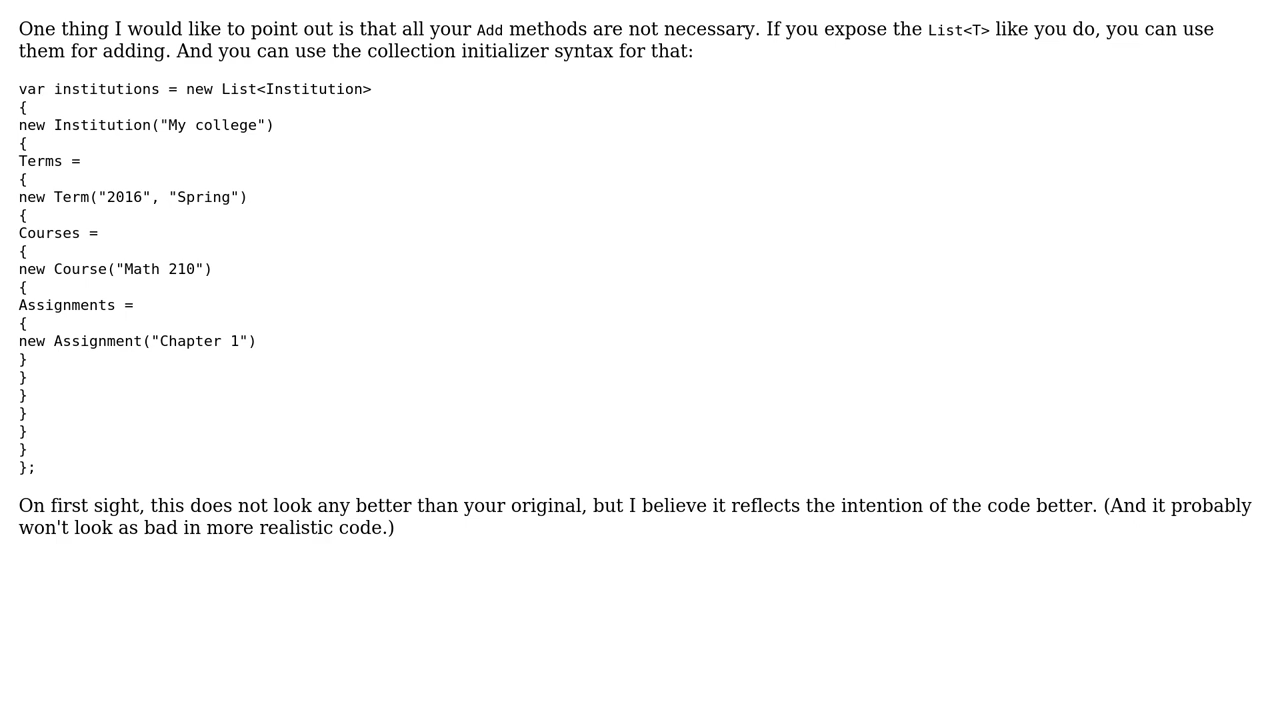 One thing I would like to point out is that all your Add methods are not necessary. If you expose the List<T> like you do, you can use
them for adding. And you can use the collection initializer syntax for that:
var institutions = new List<Institution>
{
new Institution("My college")
{
Terms =
{
new Term("2016", "Spring")
{
Courses =
{
new Course("Math 210")
{
Assignments =
{
new Assignment("Chapter 1")
}
}
}
}
}
}
};
On first sight, this does not look any better than your original, but I believe it reflects the intention of the code better. (And it probably
won't look as bad in more realistic code.)